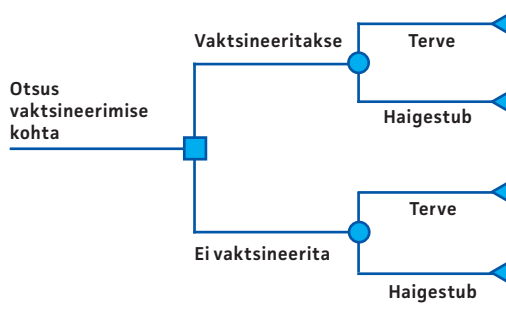 Vaktsineeritakse
Terve
Otsus
vaktsineerimise
kohta
Haigestub
Terve
Ei vaktsineerita
Haigestub